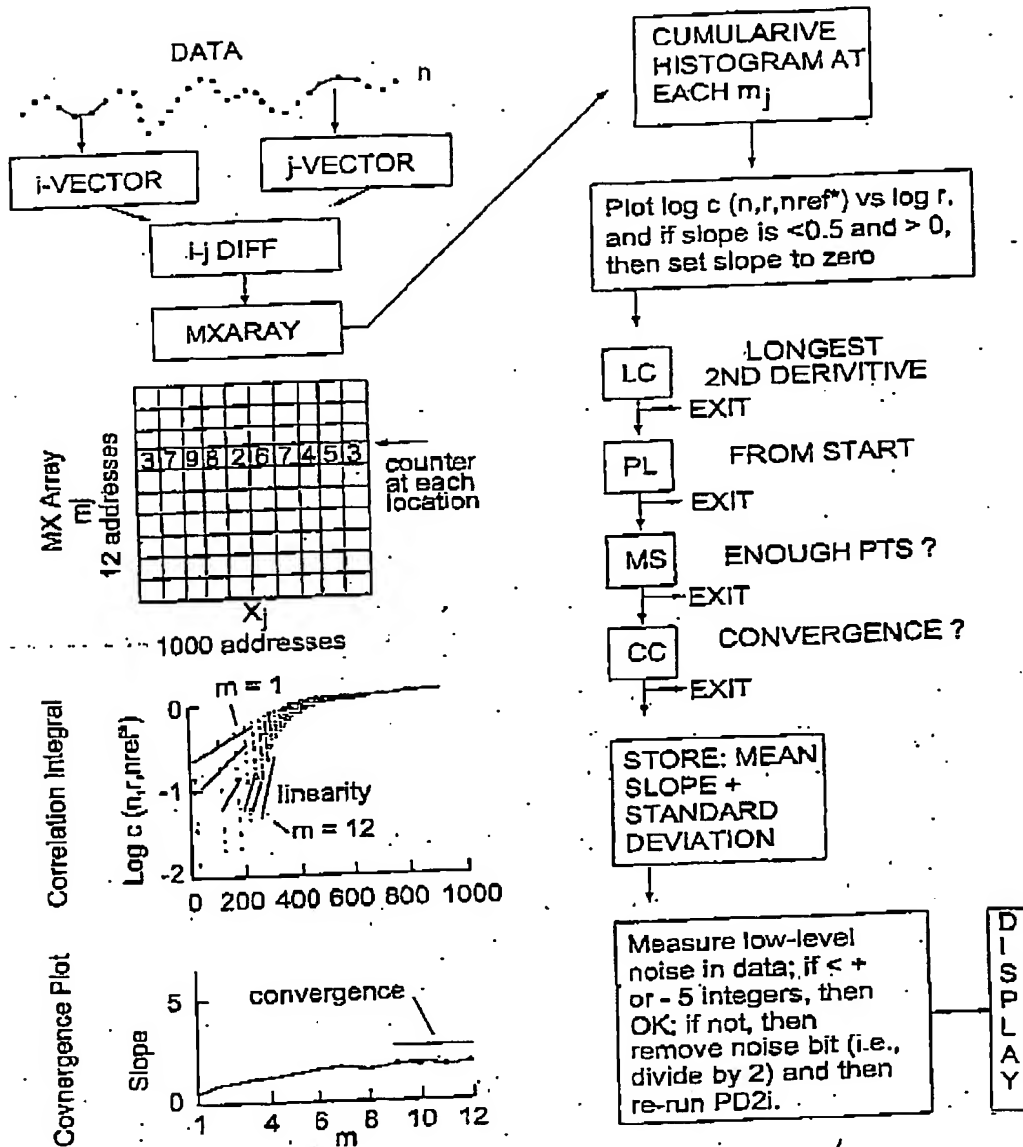 DATA
n
i-VECTOR
j-VECTOR
i-j DIFF
MXARAY
MX Array
mj
12 addresses
3 7 9 8 2 6 7 4 5 3
counter
at each
location
Xj
1000 addresses
Correlation Integral
Log c (n,r,nref*)
m = 1
linearity
m = 12
0
-1
-2
0 200 400 600 800 1000
Covnergence Plot
Slope
5
0
convergence
1 4 8 10 12
m
CUMULARIVE
HISTOGRAM AT
EACH mj
Plot log c (n,r,nref*) vs log r,
and if slope is <0.5 and > 0,
then set slope to zero
LC
LONGEST
2ND DERIVITIVE
EXIT
PL
FROM START
EXIT
MS
ENOUGH PTS ?
EXIT
CC
CONVERGENCE ?
EXIT
STORE: MEAN
SLOPE +
STANDARD
DEVIATION
Measure low-level
noise in data; if < +
or - 5 integers, then
OK; if not, then
remove noise bit (i.e.,
divide by 2) and then
re-run PD2i.
DISPLAY